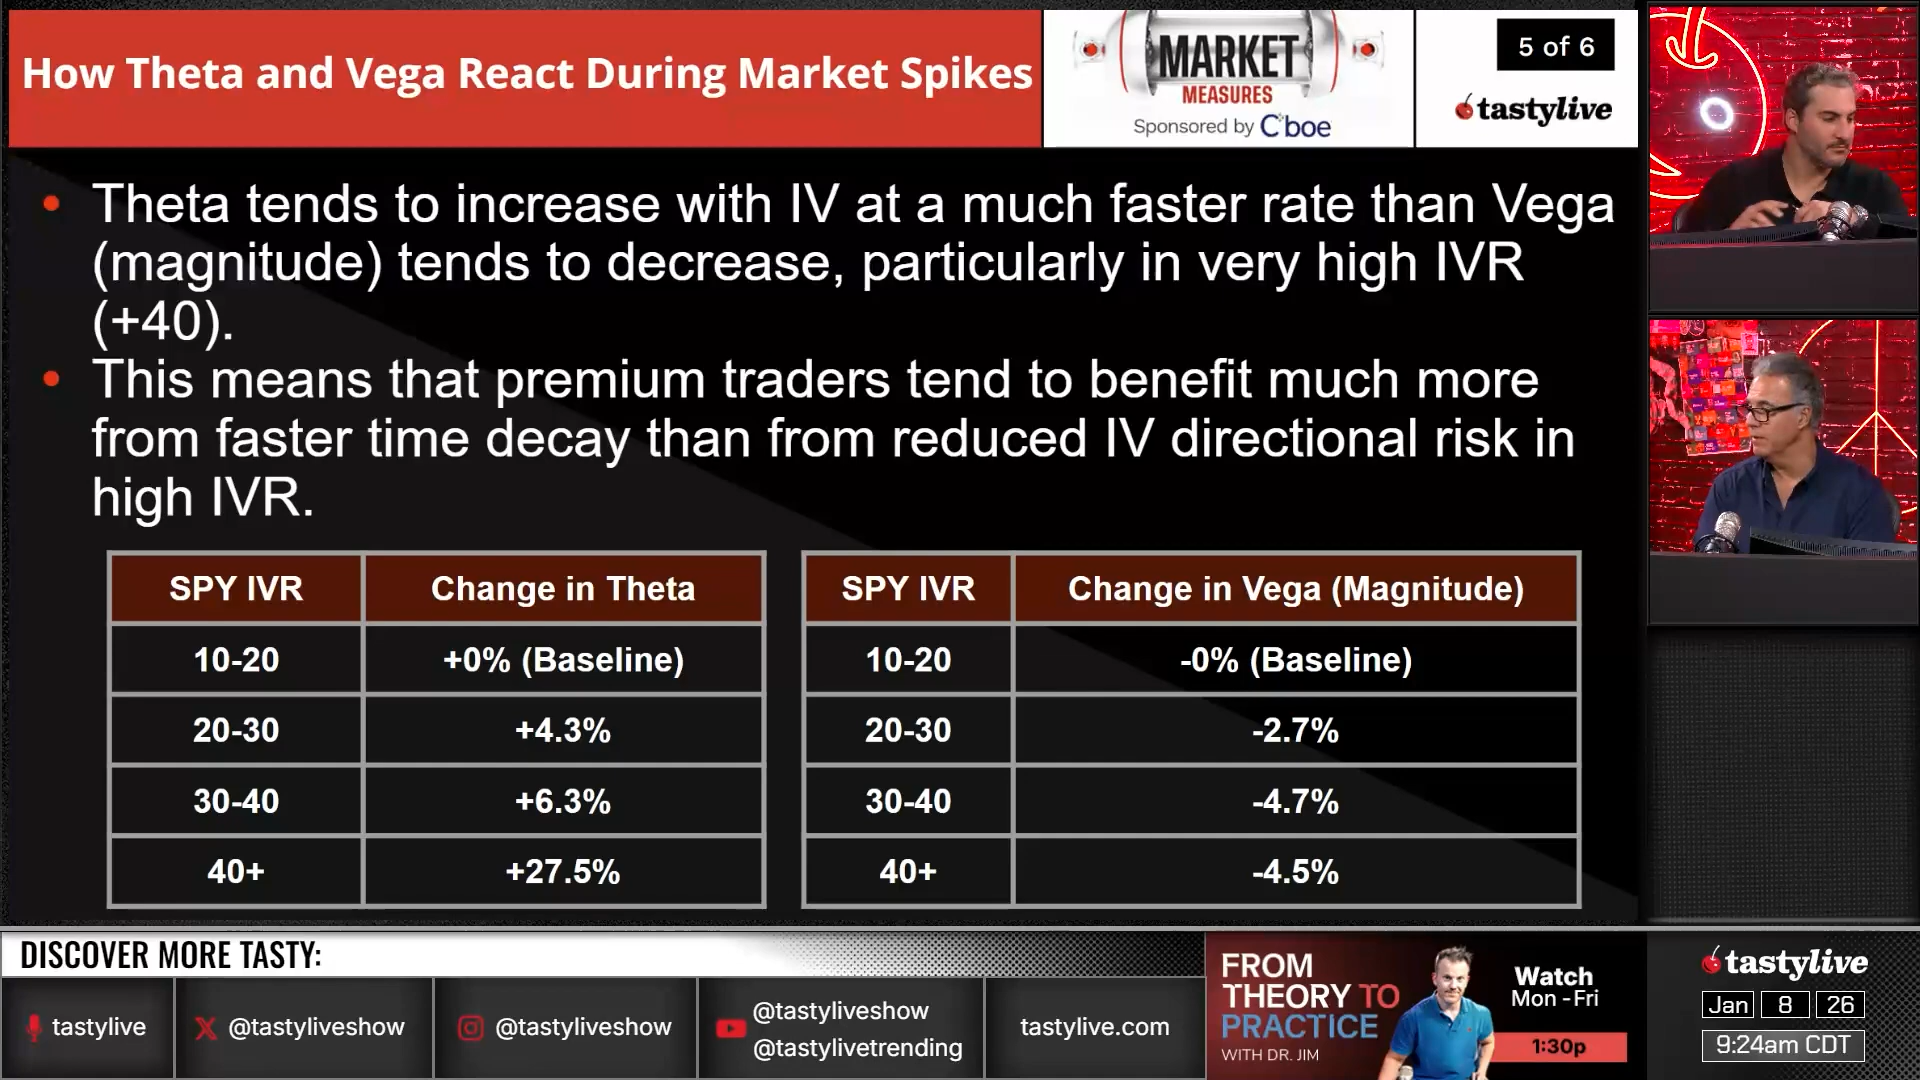 How Theta and Vega React During Market Spikes
MARKET
MEASURES
Sponsored by Cboe
5 of 6
tastylive
• Theta tends to increase with IV at a much faster rate than Vega
(magnitude) tends to decrease, particularly in very high IVR
(+40).
• This means that premium traders tend to benefit much more
from faster time decay than from reduced IV directional risk in
high IVR.
SPY IVR Change in Theta
10-20 +0% (Baseline)
20-30 +4.3%
30-40 +6.3%
40+ +27.5%
SPY IVR Change in Vega (Magnitude)
10-20 -0% (Baseline)
20-30 -2.7%
30-40 -4.7%
40+ -4.5%
DISCOVER MORE TASTY:
tastylive
@tastyliveshow
@tastyliveshow
@tastyliveshow
@tastylivetrending
tastylive.com
FROM
THEORY TO
PRACTICE
WITH DR. JIM
Watch
Mon - Fri
1:30p
tastylive
Jan 8 26
9:24am CDT